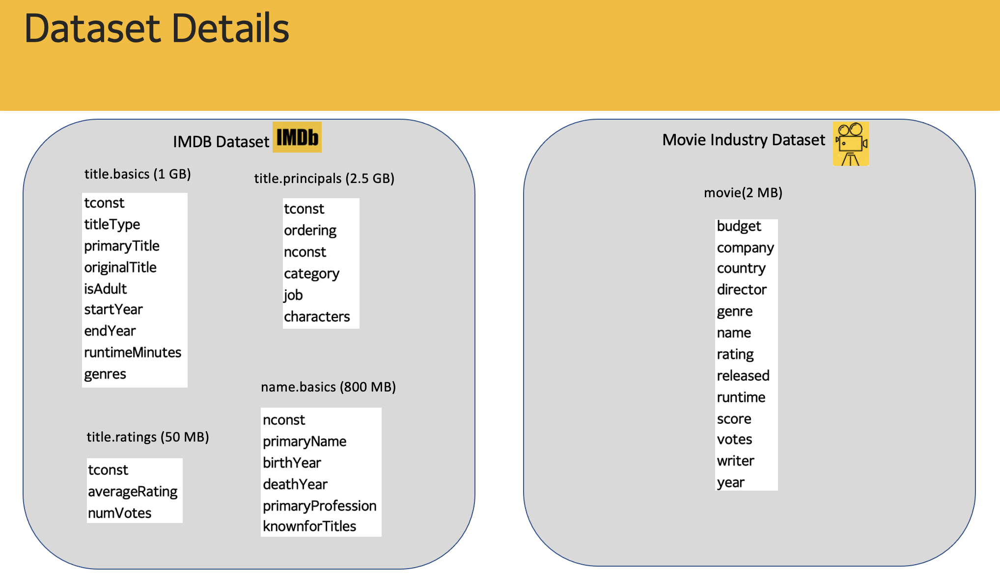 Dataset Details
IMDB Dataset
IMDb
title.basics (1 GB)
tconst
titleType
primaryTitle
originalTitle
isAdult
startYear
endYear
runtimeMinutes
genres
title.ratings (50 MB)
tconst
averageRating
numVotes
title.principals (2.5 GB)
tconst
ordering
nconst
category
job
characters
name.basics (800 MB)
nconst
primaryName
birthYear
deathYear
primaryProfession
knownforTitles
Movie Industry Dataset
movie(2 MB)
budget
company
country
director
genre
name
rating
released
runtime
score
votes
writer
year